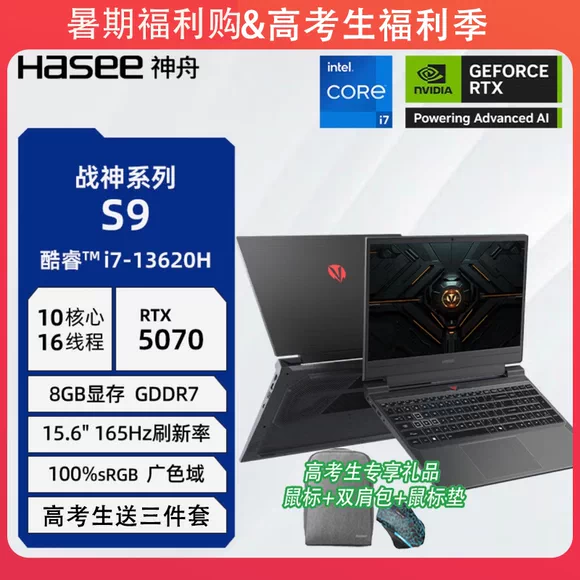 暑期福利购&高考生福利季
Hasee 神舟
intel
CORE
i7
NVIDIA
GEFORCE
RTX
Powering Advanced AI
战神系列
S9
酷睿™ i7-13620H
10核心
16线程
RTX
5070
8GB显存 GDDR7
15.6" 165Hz刷新率
100%sRGB 广色域
高考生送三件套
高考生专享礼品
鼠标+双肩包+鼠标垫